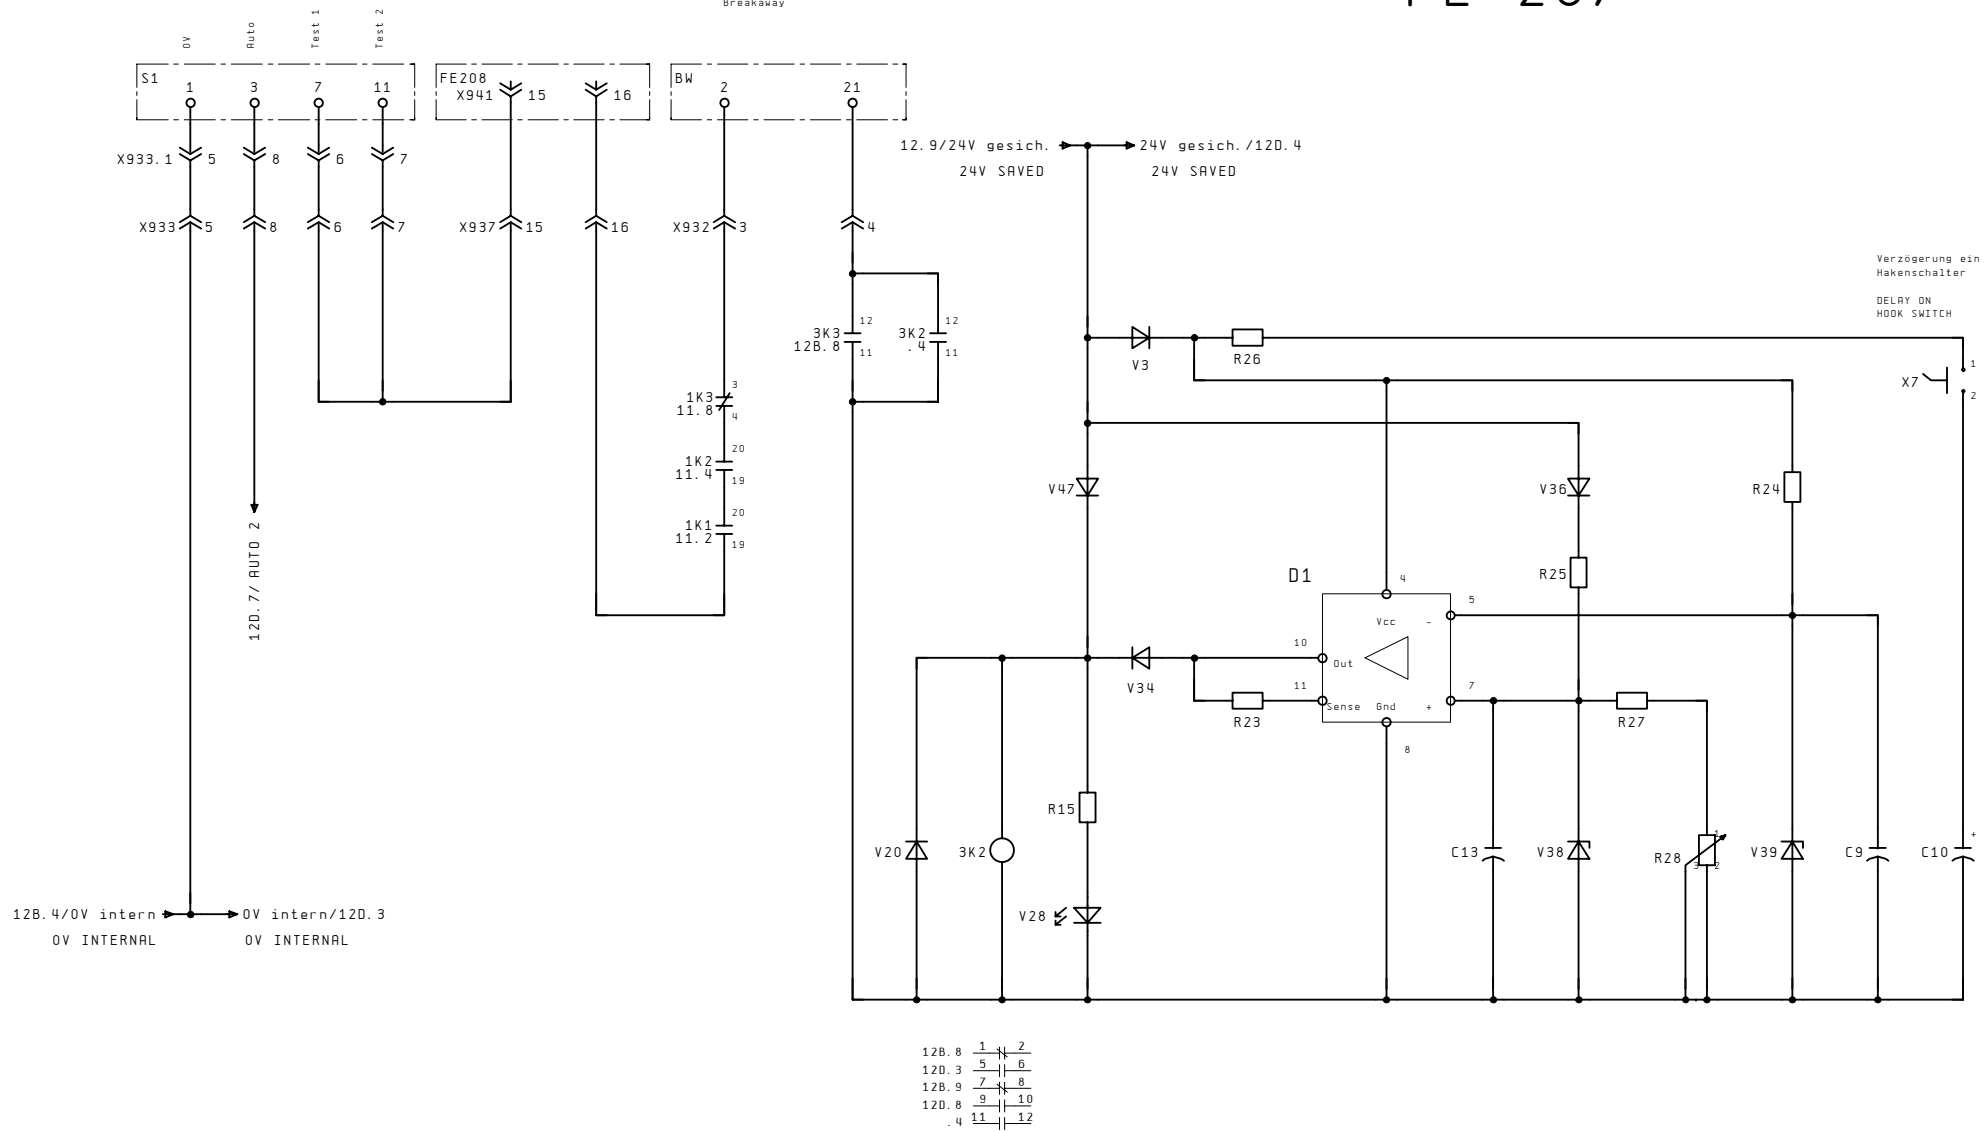 Breakaway
0V
Auto
Test 1
Test 2
S1
1
3
7
11
FE208
X941
15
16
BW
2
21
X933.1
5
8
6
7
12.9/24V gesich.
24V SAVED
24V gesich./12D.4
24V SAVED
X933
5
8
6
7
X937
15
16
X932
3
4
Verzögerung ein
Hakenschalter
DELAY ON
HOOK SWITCH
3K3
12B.8
12
11
3K2
.4
12
11
V3
R26
X7
1
2
1K3
11.8
3
4
1K2
11.4
20
19
1K1
11.2
20
19
V47
V36
R24
R25
12D.7/ AUTO 2
D1
4
5
Vcc
-
10
Out
11
Sense
Gnd
+
7
8
V34
R23
R27
R15
V20
3K2
V28
C13
V38
R28
1
3
2
V39
C9
C10
+
12B.4/0V intern
0V INTERNAL
0V intern/12D.3
0V INTERNAL
12B.8 1 2
12D.3 5 6
12B.9 7 8
12D.8 9 10
.4 11 12